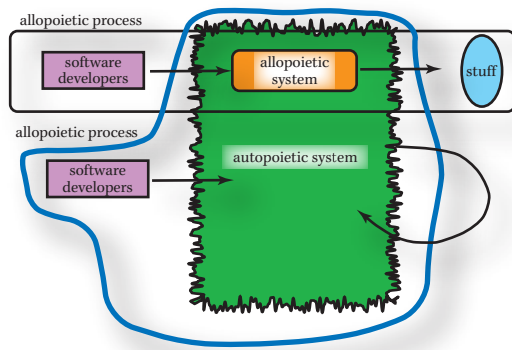 allopoietic process
software
developers
allopoietic
system
stuff
allopoietic process
autopoietic system
software
developers